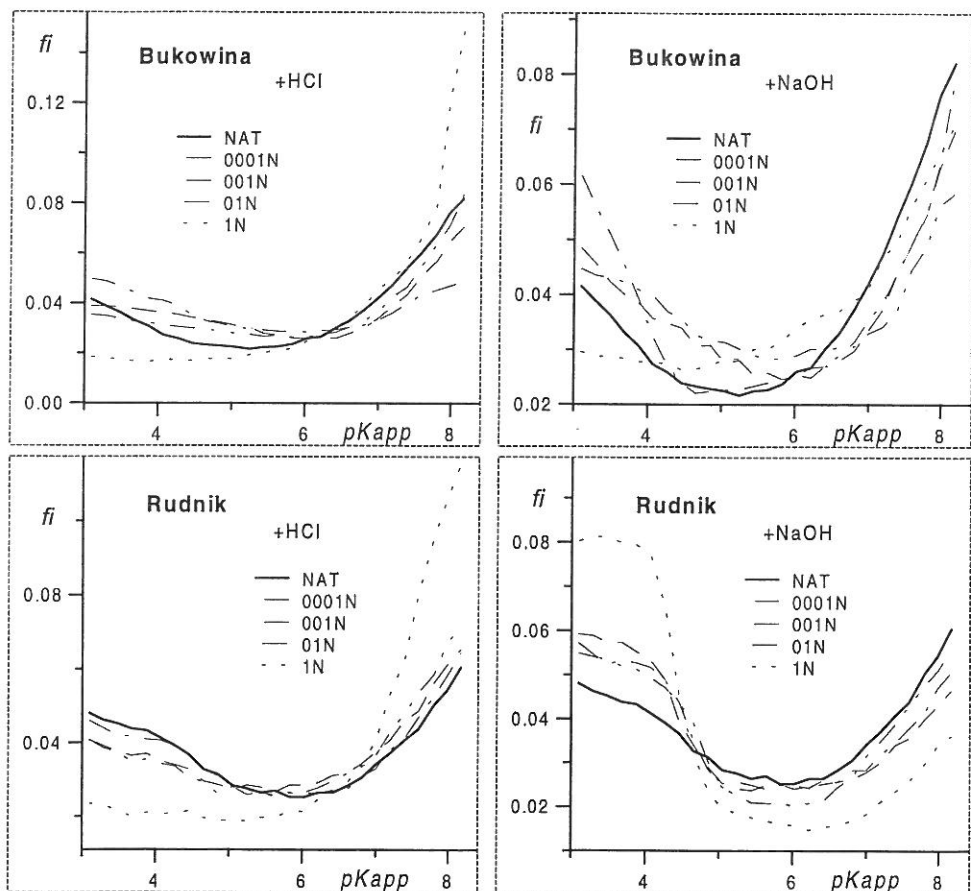 fi
Bukowina
+HCl
0.12
NAT
0001N
001N
01N
1N
0.08
0.04
0.00
4
6
pKapp
8
0.08
Bukowina
+NaOH
fi
NAT
0001N
001N
01N
1N
0.06
0.04
0.02
4
6
pKapp
8
fi
Rudnik
+HCl
NAT
0001N
001N
01N
1N
0.08
0.04
4
6
pKapp
8
fi
Rudnik
+NaOH
0.08
NAT
0001N
001N
01N
1N
0.06
0.04
0.02
4
6
pKapp
8